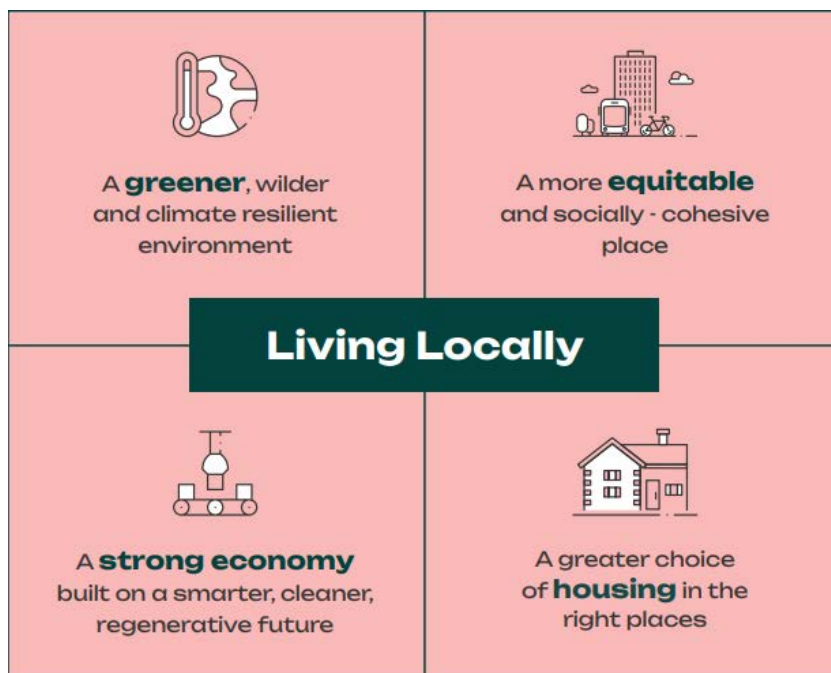 A greener, wilder
and climate resilient
environment
A more equitable
and socially - cohesive
place
Living Locally
A strong economy
built on a smarter, cleaner,
regenerative future
A greater choice
of housing in the
right places